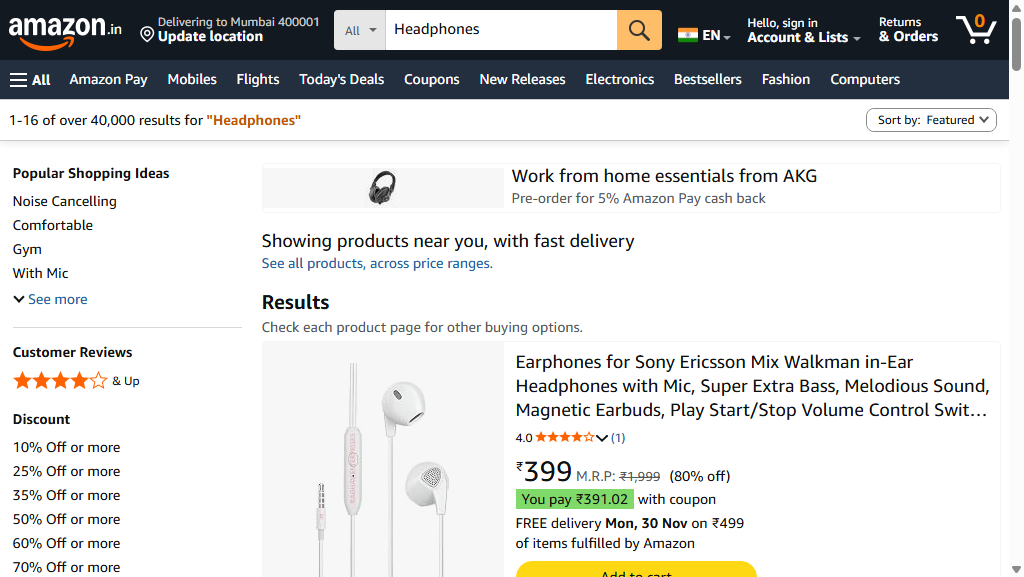 amazon.in
Delivering to Mumbai 400001
Update location
All
Headphones
EN
Hello, sign in
Account & Lists
Returns
& Orders
0
All
Amazon Pay
Mobiles
Flights
Today's Deals
Coupons
New Releases
Electronics
Bestsellers
Fashion
Computers
1-16 of over 40,000 results for "Headphones"
Sort by: Featured
Popular Shopping Ideas
Noise Cancelling
Comfortable
Gym
With Mic
See more
Customer Reviews
& Up
Discount
10% Off or more
25% Off or more
35% Off or more
50% Off or more
60% Off or more
70% Off or more
Work from home essentials from AKG
Pre-order for 5% Amazon Pay cash back
Showing products near you, with fast delivery
See all products, across price ranges.
Results
Check each product page for other buying options.
Earphones for Sony Ericsson Mix Walkman in-Ear
Headphones with Mic, Super Extra Bass, Melodious Sound,
Magnetic Earbuds, Play Start/Stop Volume Control Swit…
4.0 (1)
₹399 M.R.P: ₹1,999 (80% off)
You pay ₹391.02 with coupon
FREE delivery Mon, 30 Nov on ₹499
of items fulfilled by Amazon
Add to cart